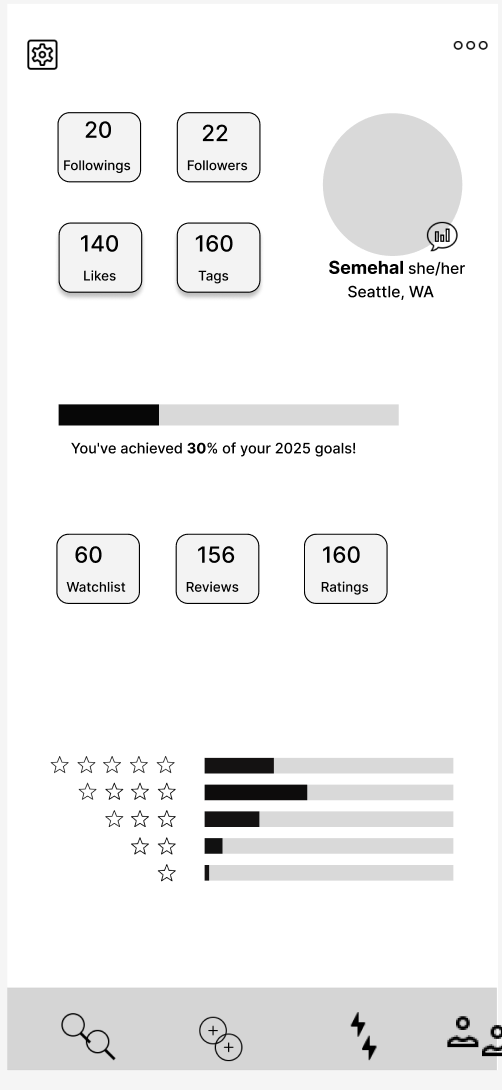 20
Followings
22
Followers
140
Likes
160
Tags
Semehal she/her
Seattle, WA
You've achieved 30% of your 2025 goals!
60
Watchlist
156
Reviews
160
Ratings